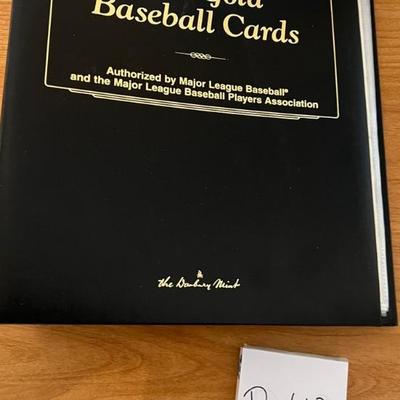 Baseball Cards
Authorized by Major League Baseball®
and the Major League Baseball Players Association
the Danbury Mint